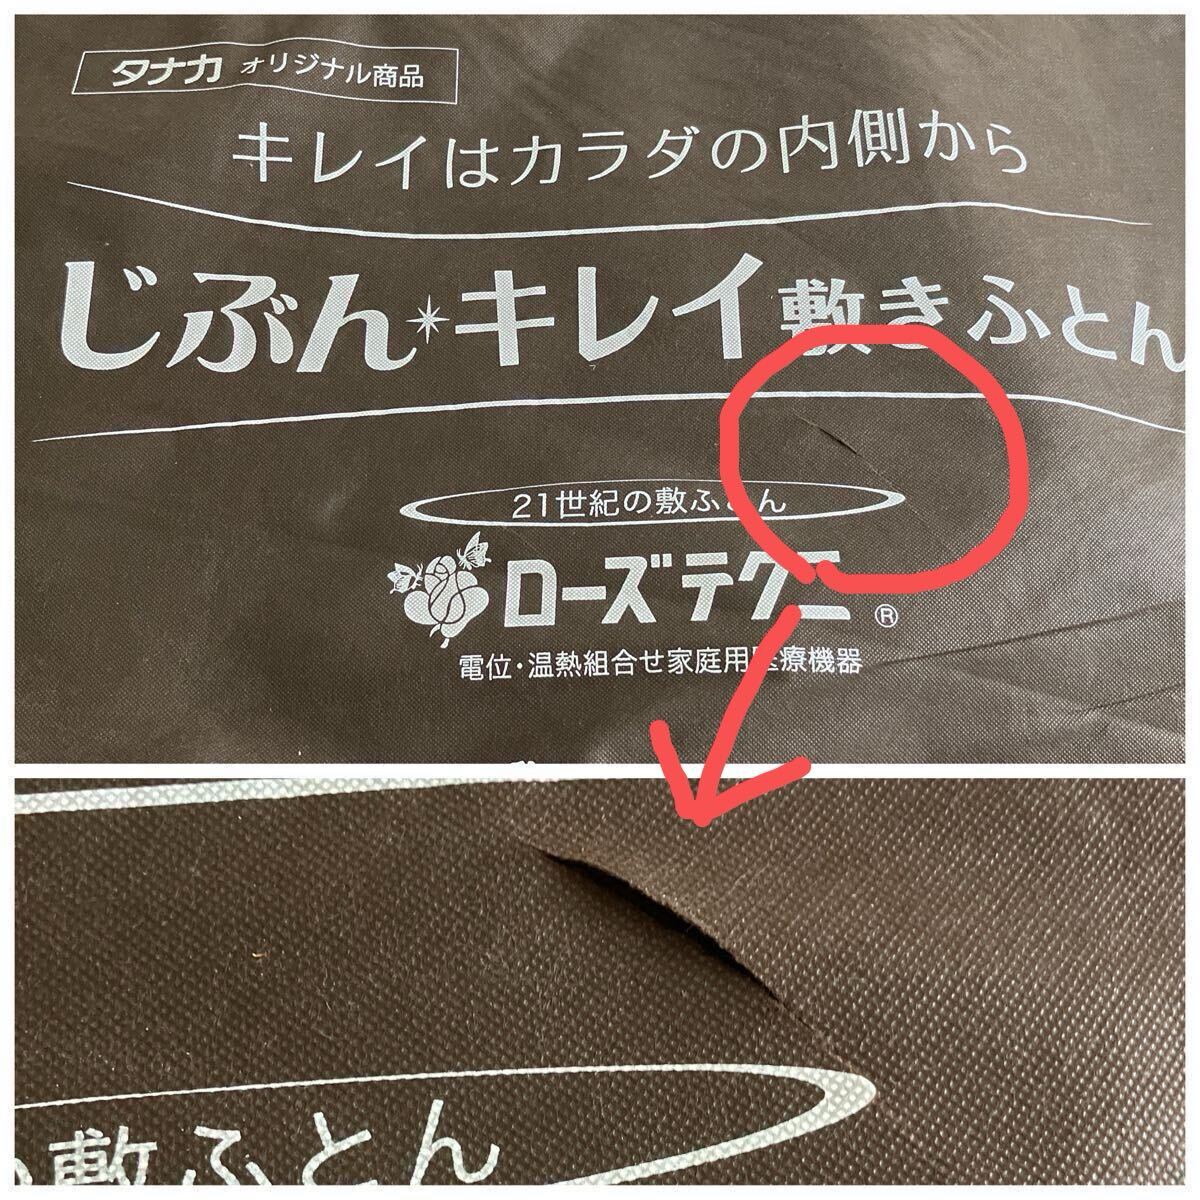 タナカ オリジナル商品
キレイはカラダの内側から
じぶん・キレイ敷きふとん
21世紀の敷ふとん
ローズテクニ®
電位・温熱組合せ家庭用医療機器
敷ふとん